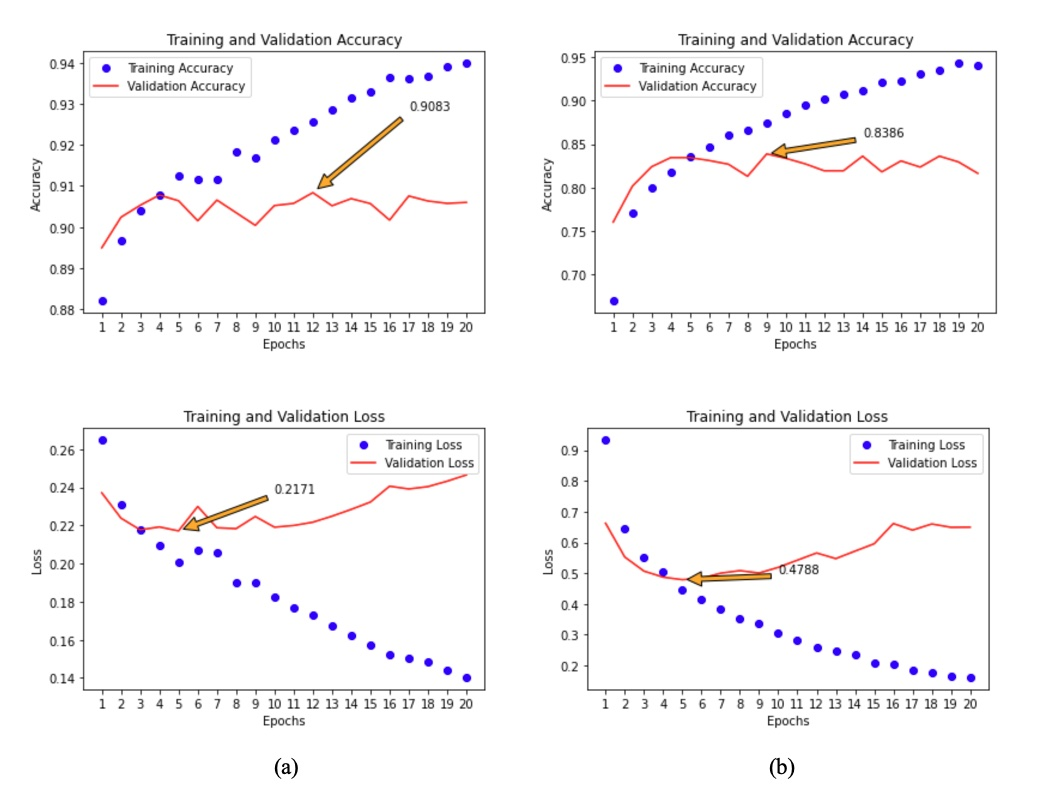 Training and Validation Accuracy
Training Accuracy
Validation Accuracy
0.9083
0.94
0.93
0.92
0.91
0.90
0.89
0.88
Accuracy
1 2 3 4 5 6 7 8 9 10 11 12 13 14 15 16 17 18 19 20
Epochs
Training and Validation Accuracy
Training Accuracy
Validation Accuracy
0.8386
0.95
0.90
0.85
0.80
0.75
0.70
Accuracy
1 2 3 4 5 6 7 8 9 10 11 12 13 14 15 16 17 18 19 20
Epochs
Training and Validation Loss
Training Loss
Validation Loss
0.2171
0.26
0.24
0.22
0.20
0.18
0.16
0.14
Loss
1 2 3 4 5 6 7 8 9 10 11 12 13 14 15 16 17 18 19 20
Epochs
Training and Validation Loss
Training Loss
Validation Loss
0.4788
0.9
0.8
0.7
0.6
0.5
0.4
0.3
0.2
Loss
1 2 3 4 5 6 7 8 9 10 11 12 13 14 15 16 17 18 19 20
Epochs
(a)
(b)